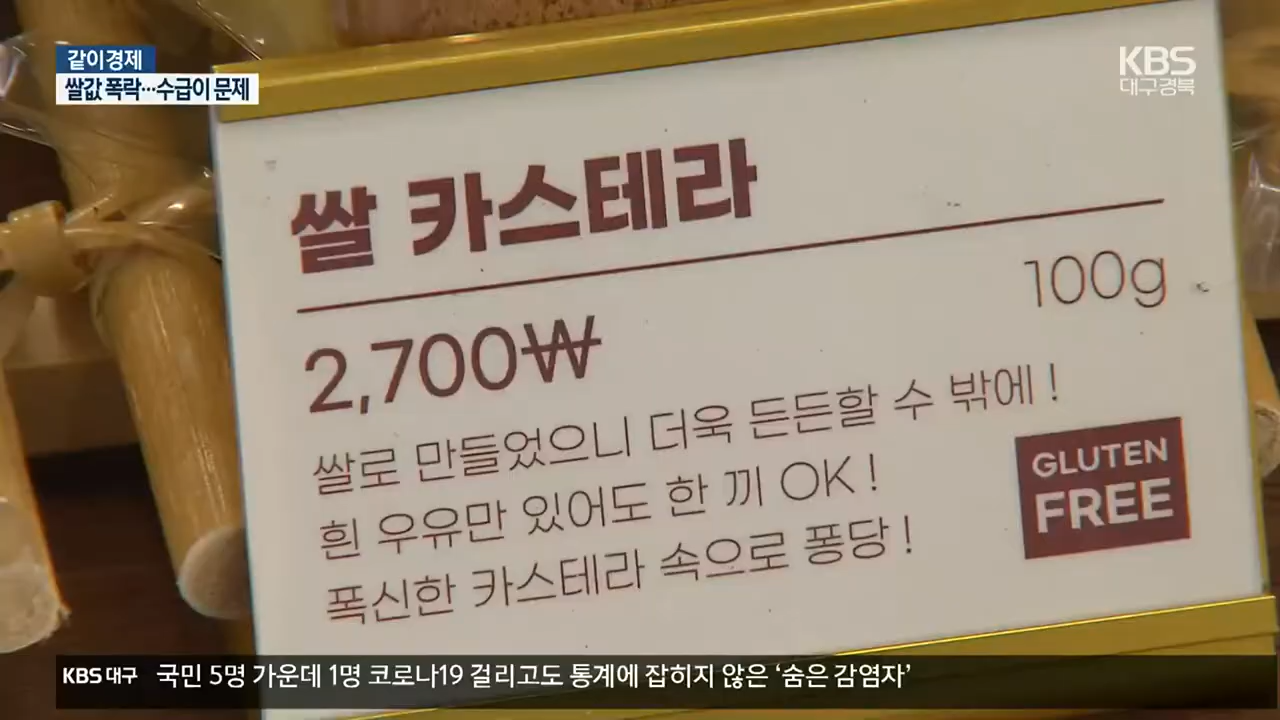 같이경제
쌀값 폭락…수급이 문제
KBS
대구경북
쌀 카스테라
100g
2,700₩
쌀로 만들었으니 더욱 든든할 수 밖에!
흰 우유만 있어도 한 끼 OK!
폭신한 카스테라 속으로 퐁당!
GLUTEN
FREE
KBS 대구 국민 5명 가운데 1명 코로나19 걸리고도 통계에 잡히지 않은 ‘숨은 감염자’